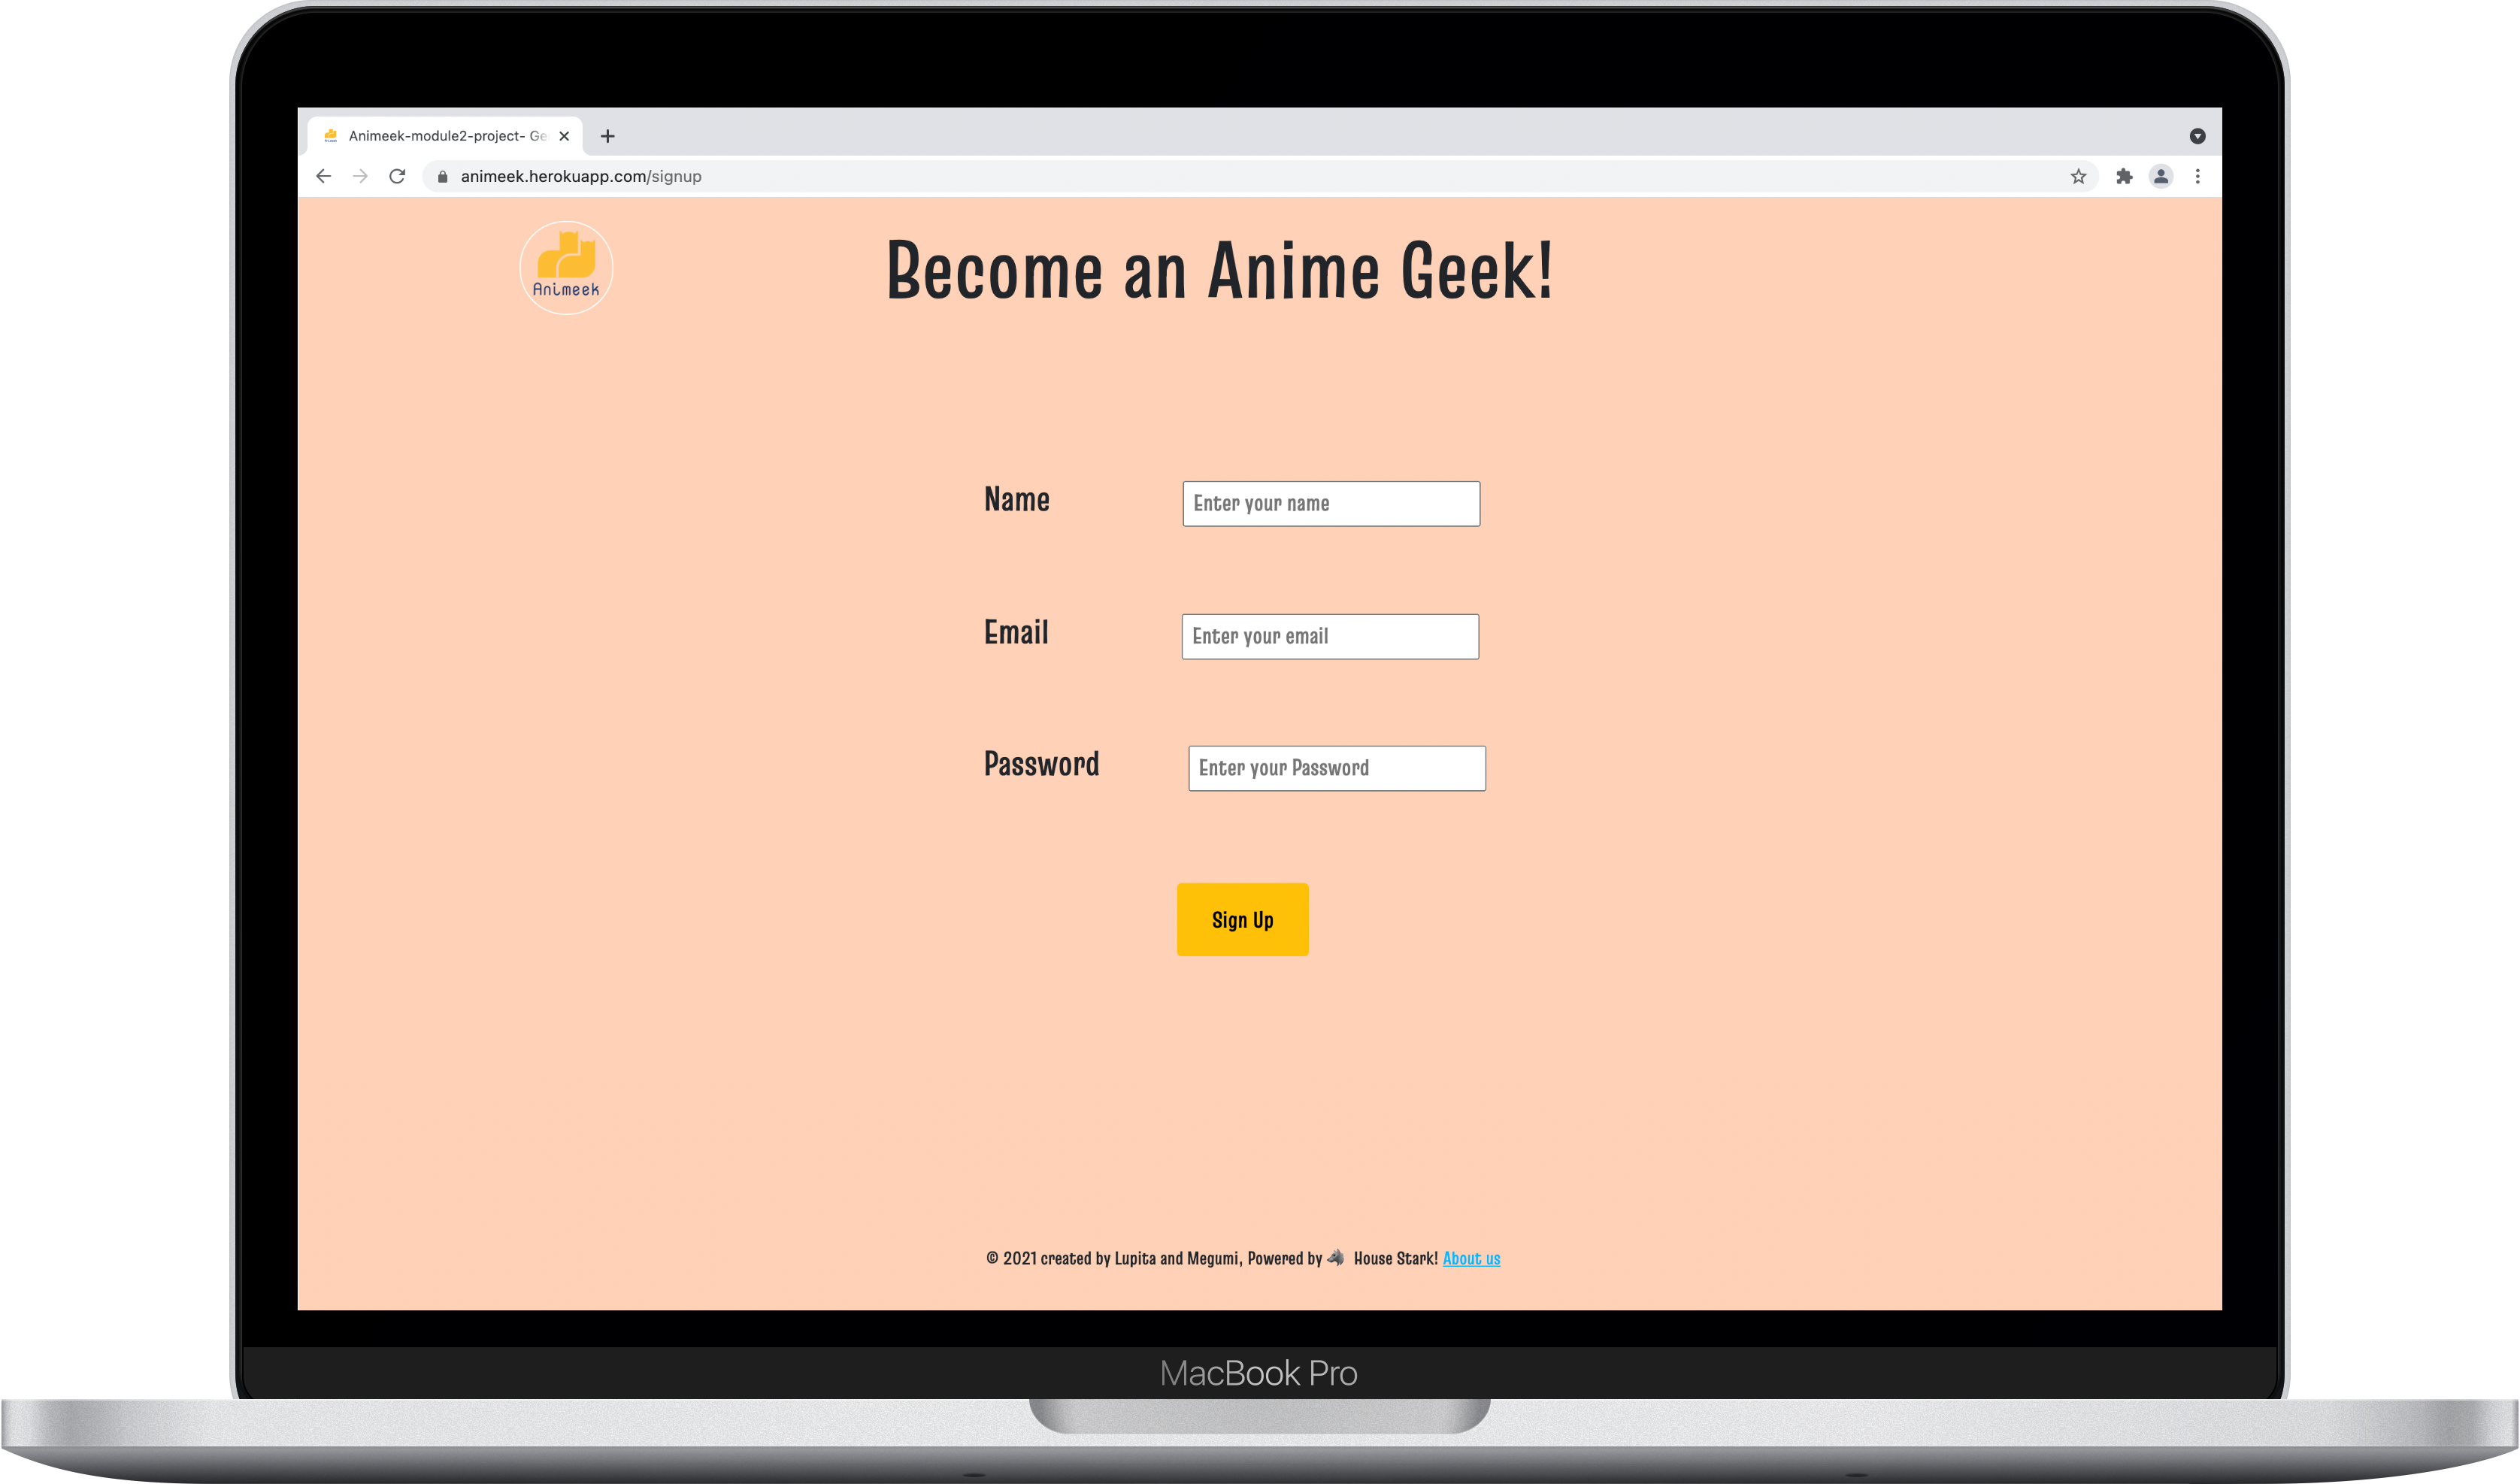 Animeek-module2-project- Ge
animeek.herokuapp.com/signup
Animeek
Become an Anime Geek!
Name
Enter your name
Email
Enter your email
Password
Enter your Password
Sign Up
© 2021 created by Lupita and Megumi, Powered by 🐺 House Stark! About us
MacBook Pro